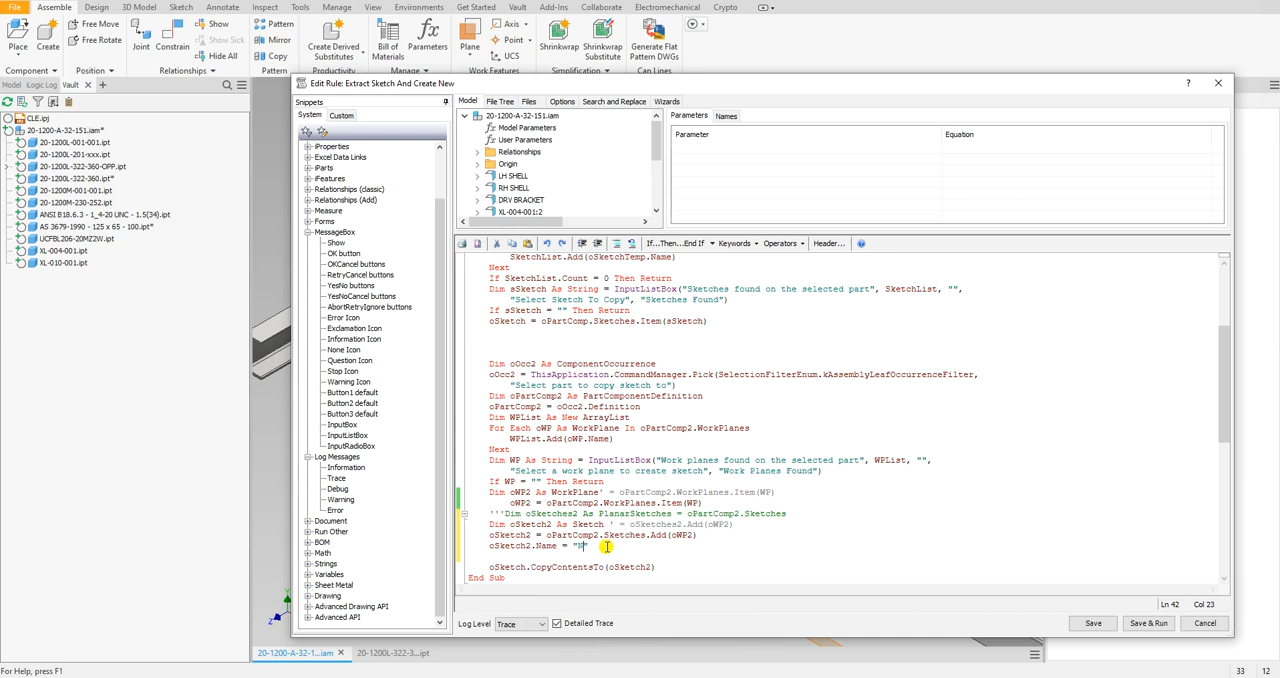 File Assemble Design 3D Model Sketch Annotate Inspect Tools Manage View Environments Get Started Vault Add-Ins Collaborate Electromechanical Crypto
Place Create
Free Move
Free Rotate
Joint Constrain
Show
Show Sick
Hide All
Pattern
Mirror
Copy
Create Derived
Substitutes
Bill of
Materials
Parameters
Plane
Axis
Point
UCS
Shrinkwrap
Shrinkwrap
Substitute
Generate Flat
Pattern DWGs
Component Position Relationships Pattern Productivity Manage Work Features Simplification Can Lines
Model iLogic Log Vault
CLE.ipj
20-1200-A-32-151.iam*
20-1200L-001-001.ipt
20-1200L-201-xxx.ipt
20-1200L-322-360-OPP.ipt
20-1200L-322-360.ipt*
20-1200M-001-001.ipt
20-1200M-230-252.ipt
ANSI B18.6.3 - 1_4-20 UNC - 1.5(34).ipt
AS 3679-1990 - 125 x 65 - 100.ipt*
UCFBL206-20MZ2W.ipt
XL-004-001.ipt
XL-010-001.ipt
Edit Rule: Extract Sketch And Create New
?
Snippets
System Custom
iProperties
Excel Data Links
iParts
iFeatures
Relationships (classic)
Relationships (Add)
Measure
Forms
MessageBox
Show
OK button
OKCancel buttons
RetryCancel buttons
YesNo buttons
YesNoCancel buttons
AbortRetryIgnore buttons
Error Icon
Exclamation Icon
Information Icon
None Icon
Question Icon
Stop Icon
Warning Icon
Button1 default
Button2 default
Button3 default
InputBox
InputListBox
InputRadioBox
Log Messages
Information
Trace
Debug
Warning
Error
Document
Run Other
BOM
Math
Strings
Variables
Sheet Metal
Drawing
Advanced Drawing API
Advanced API
Model File Tree Files Options Search and Replace Wizards
20-1200-A-32-151.iam
Model Parameters
User Parameters
Relationships
Origin
LH SHELL
RH SHELL
DRV BRACKET
XL-004-001:2
Parameters Names
Parameter Equation
If...Then...End If Keywords Operators Header...
SketchList.Add(oSketchTemp.Name)
Next
If SketchList.Count = 0 Then Return
Dim sSketch As String = InputListBox("Sketches found on the selected part", SketchList, "",
"Select Sketch To Copy", "Sketches Found")
If sSketch = "" Then Return
oSketch = oPartComp.Sketches.Item(sSketch)
Dim oOcc2 As ComponentOccurrence
oOcc2 = ThisApplication.CommandManager.Pick(SelectionFilterEnum.kAssemblyLeafOccurrenceFilter,
"Select part to copy sketch to")
Dim oPartComp2 As PartComponentDefinition
oPartComp2 = oOcc2.Definition
Dim WPList As New ArrayList
For Each oWP As WorkPlane In oPartComp2.WorkPlanes
WPList.Add(oWP.Name)
Next
Dim WP As String = InputListBox("Work planes found on the selected part", WPList, "",
"Select a work plane to create sketch", "Work Planes Found")
If WP = "" Then Return
Dim oWP2 As WorkPlane' = oPartComp2.WorkPlanes.Item(WP)
oWP2 = oPartComp2.WorkPlanes.Item(WP)
'''Dim oSketches2 As PlanarSketches = oPartComp2.Sketches
Dim oSketch2 As Sketch ' = oSketches2.Add(oWP2)
oSketch2 = oPartComp2.Sketches.Add(oWP2)
oSketch2.Name = "N"
oSketch.CopyContentsTo(oSketch2)
End Sub
Ln 42 Col 23
Log Level Trace Detailed Trace
Save Save & Run Cancel
Z
20-1200-A-32-1...iam 20-1200L-322-3...ipt
For Help, press F1
33 12